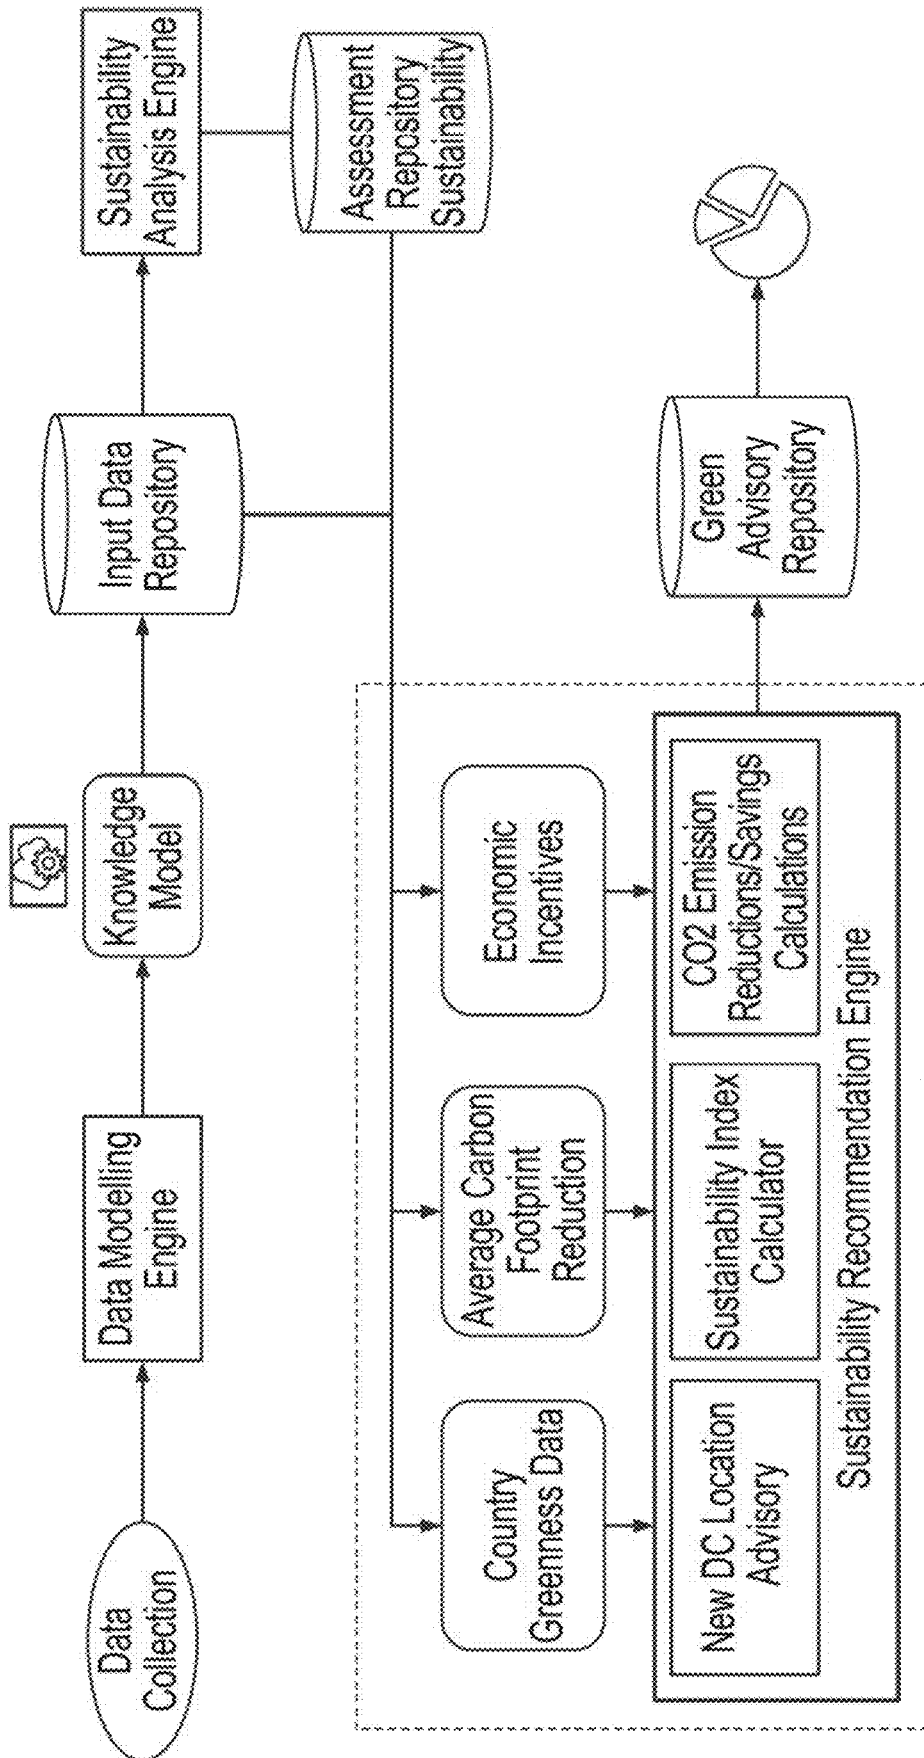 Data
Collection
Data Modelling
Engine
Knowledge
Model
Input Data
Repository
Sustainability
Analysis Engine
Assessment
Repository
Sustainability
Country
Greenness Data
Average Carbon
Footprint
Reduction
Economic
Incentives
New DC Location
Advisory
Sustainability Index
Calculator
CO2 Emission
Reductions/Savings
Calculations
Sustainability Recommendation Engine
Green
Advisory
Repository